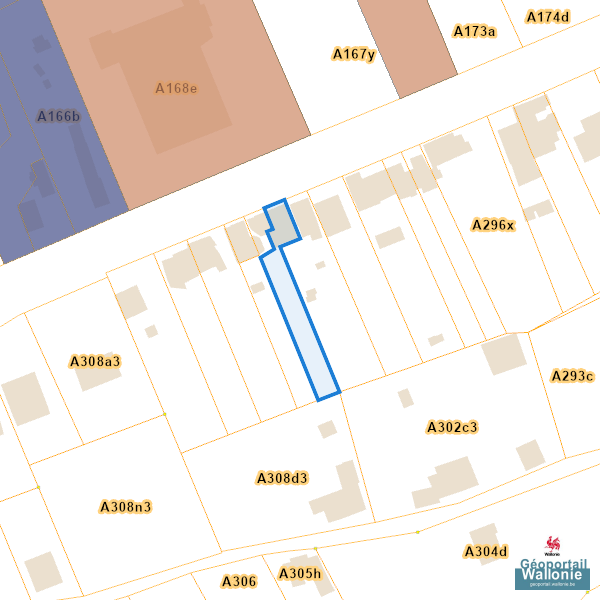 A174d
A173a
A167y
A168e
A166b
A296x
A308a3
A293c
A302c3
A308d3
A308n3
A304d
A305h
A306
Wallonie
Géoportail
Wallonie
geoportail.wallonie.be